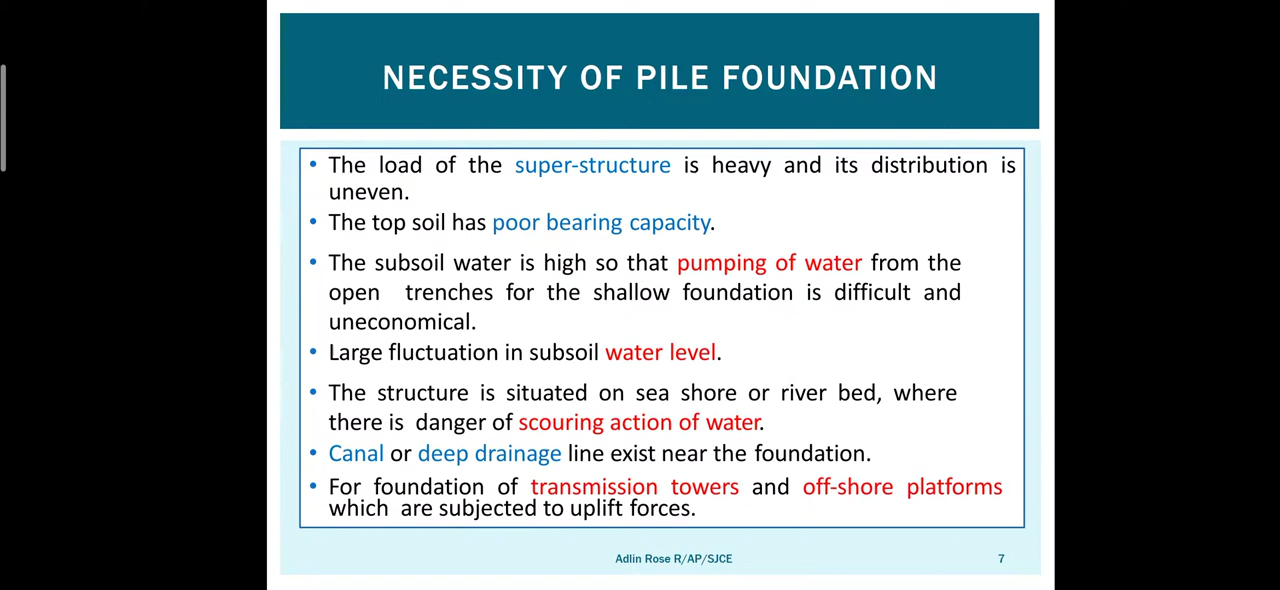 NECESSITY OF PILE FOUNDATION
• The load of the super-structure is heavy and its distribution is
uneven.
• The top soil has poor bearing capacity.
• The subsoil water is high so that pumping of water from the
open trenches for the shallow foundation is difficult and
uneconomical.
• Large fluctuation in subsoil water level.
• The structure is situated on sea shore or river bed, where
there is danger of scouring action of water.
• Canal or deep drainage line exist near the foundation.
• For foundation of transmission towers and off-shore platforms
which are subjected to uplift forces.
Adlin Rose R/AP/SJCE 7